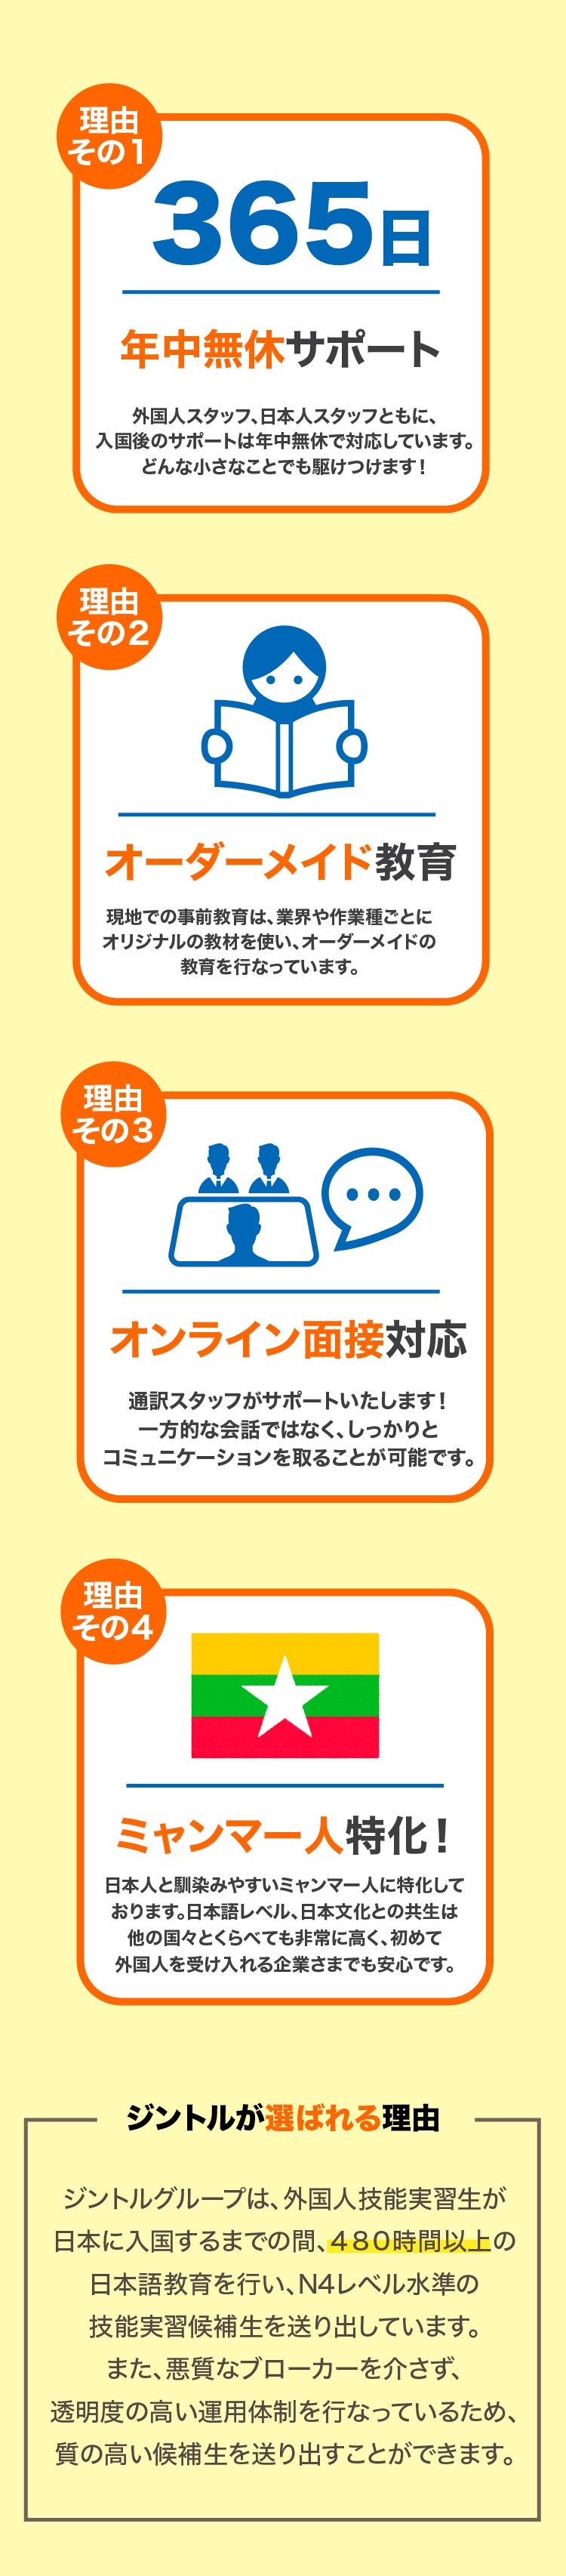 理由
その1
365日
年中無休サポート
外国人スタッフ、日本人スタッフともに、
入国後のサポートは年中無休で対応しています。
どんな小さなことでも駆けつけます！
理由
その2
オーダーメイド教育
現地での事前教育は、業界や作業種ごとに
オリジナルの教材を使い、オーダーメイドの
教育を行なっています。
理由
その3
オンライン面接対応
通訳スタッフがサポートいたします！
一方的な会話ではなく、しっかりと
コミュニケーションを取ることが可能です。
理由
その4
ミャンマー人特化！
日本人と馴染みやすいミャンマー人に特化して
おります。日本語レベル、日本文化との共生は
他の国々とくらべても非常に高く、初めて
外国人を受け入れる企業さまでも安心です。
ジントルが選ばれる理由
ジントルグループは、外国人技能実習生が
日本に入国するまでの間、４８０時間以上の
日本語教育を行い、N4レベル水準の
技能実習候補生を送り出しています。
また、悪質なブローカーを介さず、
透明度の高い運用体制を行なっているため、
質の高い候補生を送り出すことができます。